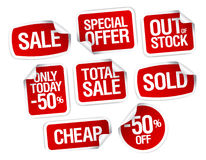 SALE
SPECIAL
OFFER
OUT
OF
STOCK
ONLY
TODAY
-50%
TOTAL
SALE
SOLD
CHEAP
-50%
OFF